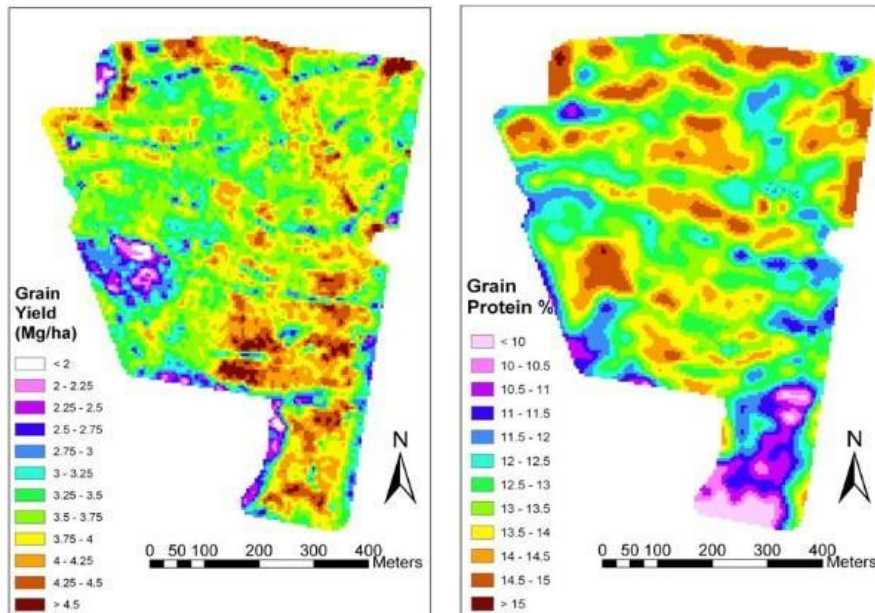 Grain
Yield
(Mg/ha)
< 2
2 - 2.25
2.25 - 2.5
2.5 - 2.75
2.75 - 3
3 - 3.25
3.25 - 3.5
3.5 - 3.75
3.75 - 4
4 - 4.25
4.25 - 4.5
> 4.5
N
0 50 100 200 300 400
Meters
Grain
Protein %
< 10
10 - 10.5
10.5 - 11
11 - 11.5
11.5 - 12
12 - 12.5
12.5 - 13
13 - 13.5
13.5 - 14
14 - 14.5
14.5 - 15
> 15
N
0 50 100 200 300 400
Meters